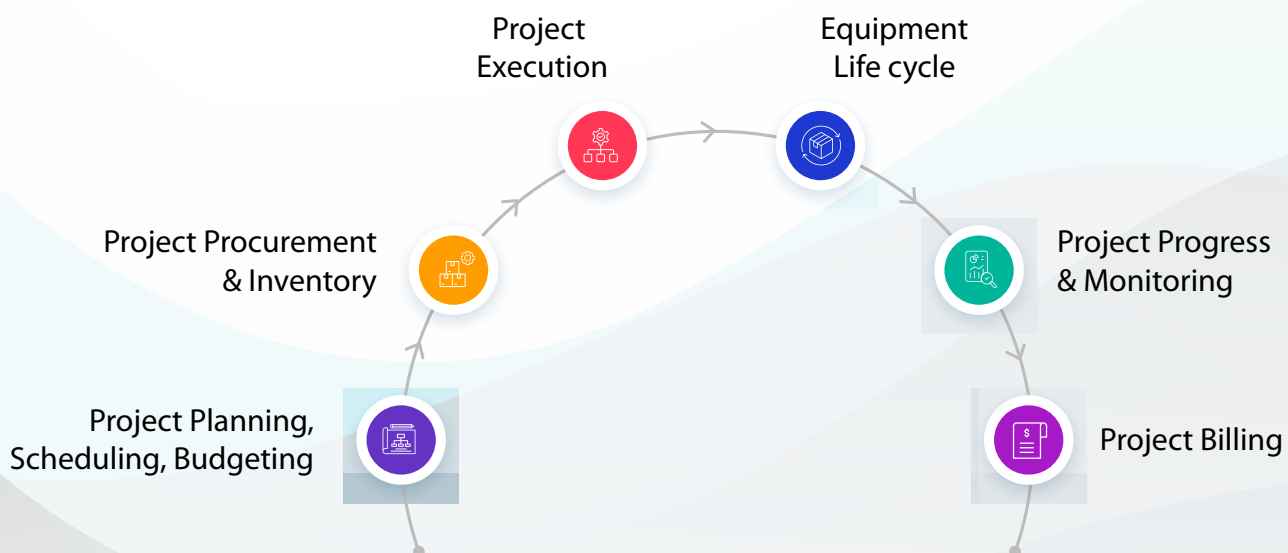 Project
Execution
Equipment
Life cycle
Project Procurement
& Inventory
Project Progress
& Monitoring
Project Planning,
Scheduling, Budgeting
Project Billing
$